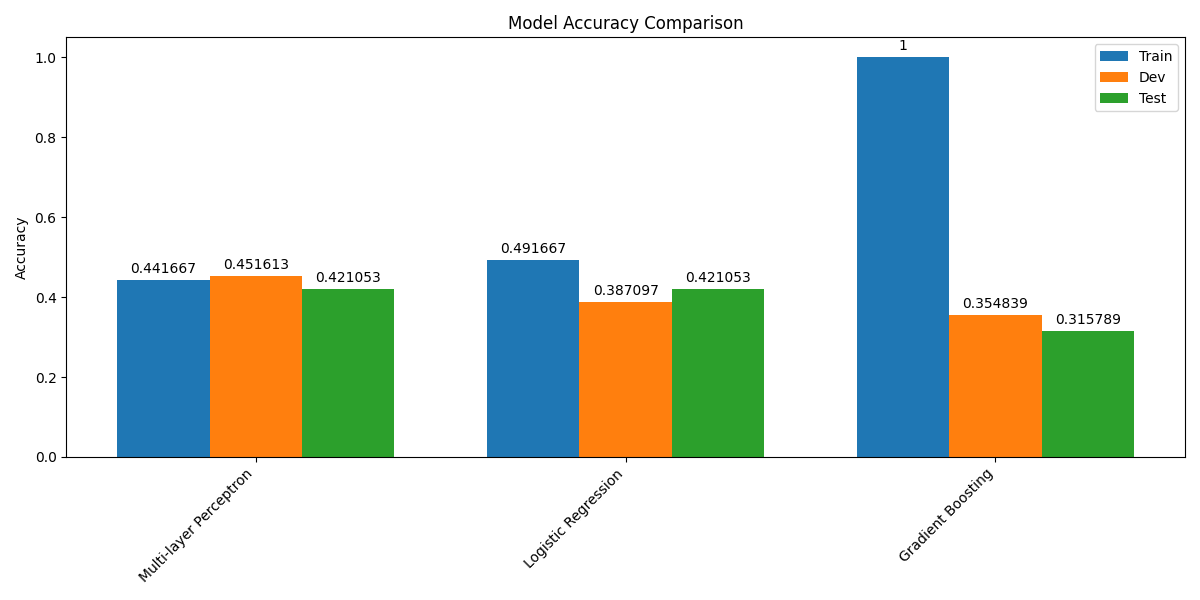 Model Accuracy Comparison
Accuracy
1.0
0.8
0.6
0.4
0.2
0.0
0.441667
0.451613
0.421053
0.491667
0.387097
0.421053
1
0.354839
0.315789
Train
Dev
Test
Multi-layer Perceptron
Logistic Regression
Gradient Boosting